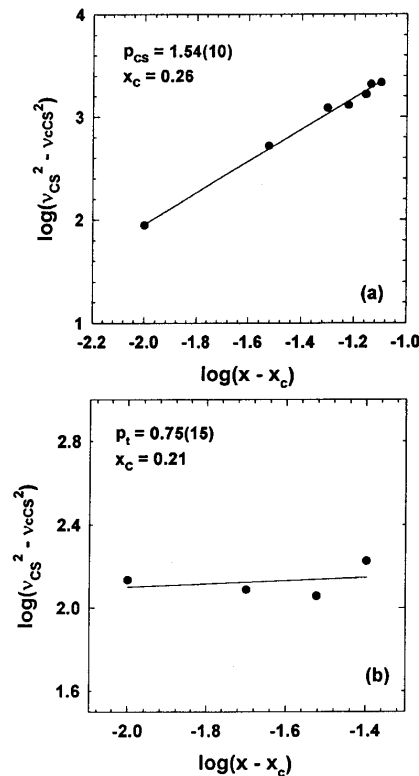 4
p_CS = 1.54(10)
x_C = 0.26
3
log(ν_CS² - ν_cCS²)
2
(a)
1
-2.2 -2.0 -1.8 -1.6 -1.4 -1.2 -1.0
log(x - x_c)
2.8
p_t = 0.75(15)
x_C = 0.21
2.4
log(ν_CS² - ν_cCS²)
2.0
1.6
(b)
-2.0 -1.8 -1.6 -1.4
log(x - x_c)